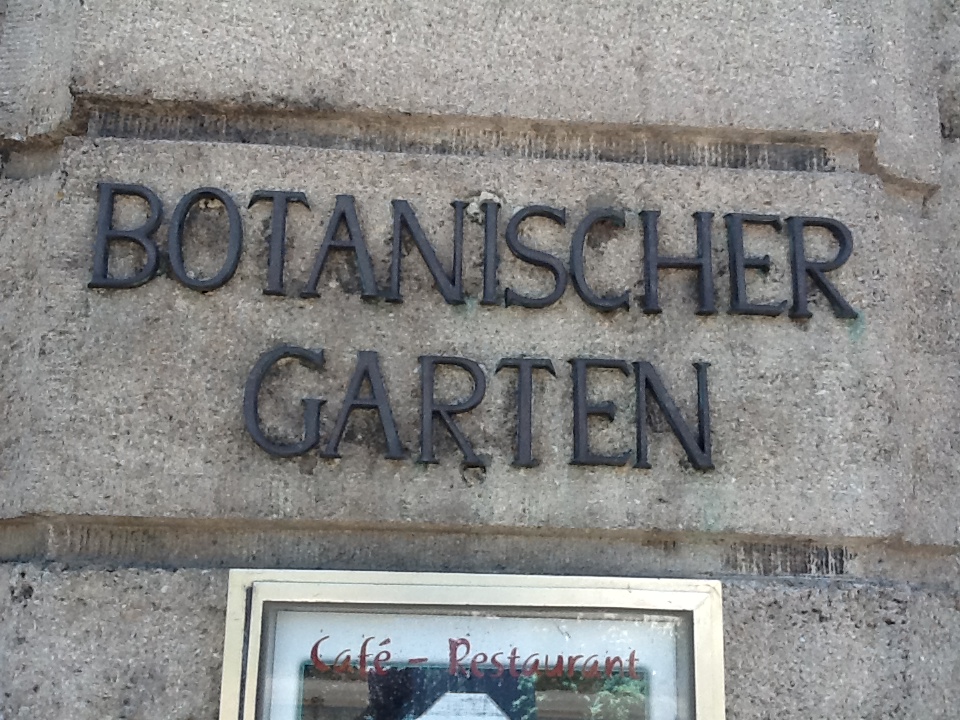 BOTANISCHER
GARTEN
Café - Restaurant